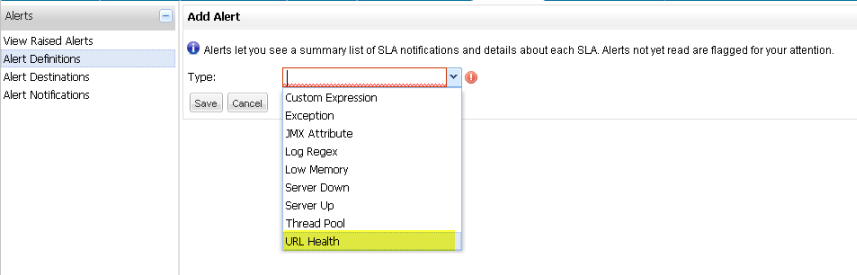 Alerts
View Raised Alerts
Alert Definitions
Alert Destinations
Alert Notifications
Add Alert
Alerts let you see a summary list of SLA notifications and details about each SLA. Alerts not yet read are flagged for your attention.
Type:
Custom Expression
Exception
JMX Attribute
Log Regex
Low Memory
Server Down
Server Up
Thread Pool
URL Health
Save Cancel